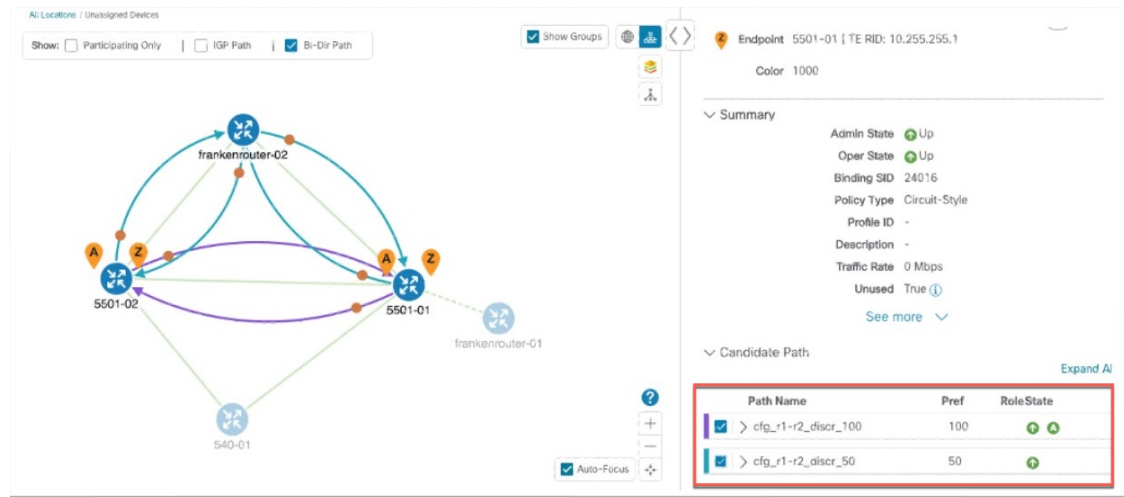 All Locations / Unassigned Devices
Show: Participating Only | IGP Path | Bi-Dir Path
Show Groups
frankenrouter-02
A Z
A Z
5501-02
5501-01
frankenrouter-01
540-01
?
+
−
Auto-Focus
Z Endpoint 5501-01 | TE RID: 10.255.255.1
Color 1000
Summary
Admin State Up
Oper State Up
Binding SID 24016
Policy Type Circuit-Style
Profile ID -
Description -
Traffic Rate 0 Mbps
Unused True i
See more
Candidate Path
Expand Al
Path Name Pref RoleState
cfg_r1-r2_discr_100 100 A
cfg_r1-r2_discr_50 50